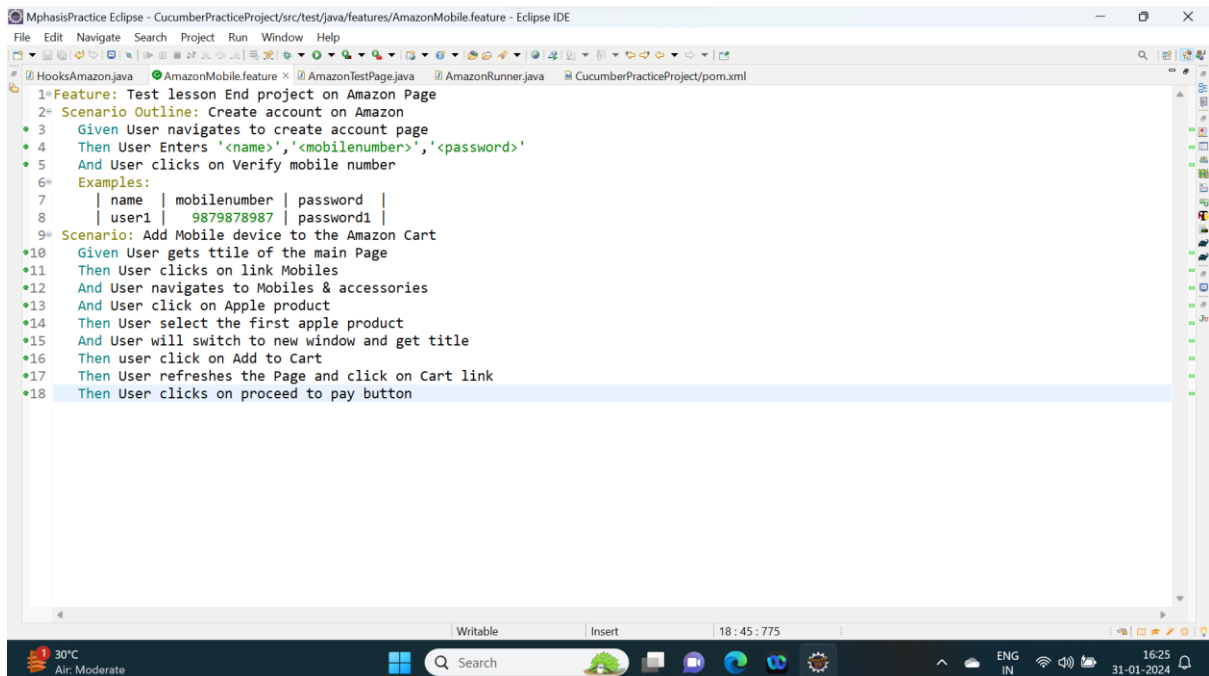 MphasisPractice Eclipse - CucumberPracticeProject/src/test/java/features/AmazonMobile.feature - Eclipse IDE
File Edit Navigate Search Project Run Window Help
HooksAmazon.java AmazonMobile.feature AmazonTestPage.java AmazonRunner.java CucumberPracticeProject/pom.xml
1 Feature: Test lesson End project on Amazon Page
2 Scenario Outline: Create account on Amazon
3 Given User navigates to create account page
4 Then User Enters '<name>','<mobilenumber>','<password>'
5 And User clicks on Verify mobile number
6 Examples:
7 | name | mobilenumber | password |
8 | user1 | 9879878987 | password1 |
9 Scenario: Add Mobile device to the Amazon Cart
10 Given User gets ttile of the main Page
11 Then User clicks on link Mobiles
12 And User navigates to Mobiles & accessories
13 And User click on Apple product
14 Then User select the first apple product
15 And User will switch to new window and get title
16 Then user click on Add to Cart
17 Then User refreshes the Page and click on Cart link
18 Then User clicks on proceed to pay button
Writable Insert 18 : 45 : 775
1 30°C
Air: Moderate
Search
ENG
IN
16:25
31-01-2024